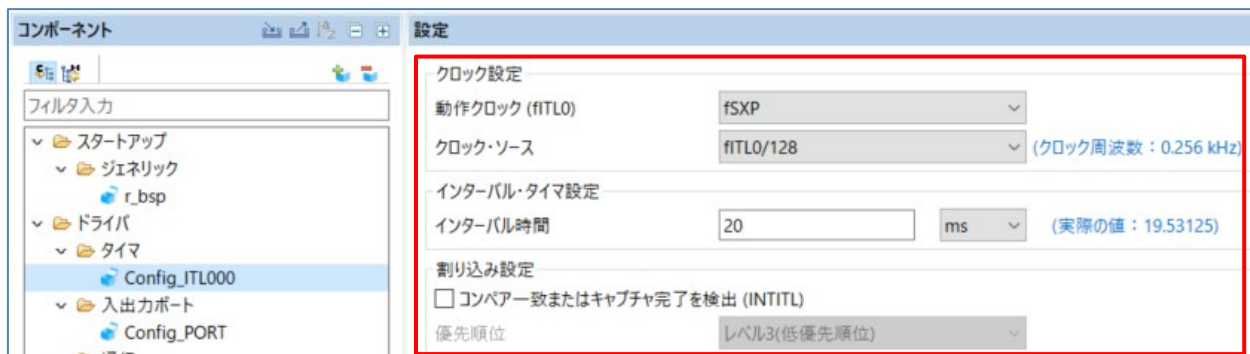 コンポーネント
フィルタ入力
スタートアップ
ジェネリック
r_bsp
ドライバ
タイマ
Config_ITL000
入出力ポート
Config_PORT
設定
クロック設定
動作クロック (fITL0) fSXP
クロック・ソース fITL0/128 (クロック周波数：0.256 kHz)
インターバル・タイマ設定
インターバル時間 20 ms (実際の値：19.53125)
割り込み設定
コンペアー致またはキャプチャ完了を検出 (INTITL)
優先順位 レベル3(低優先順位)